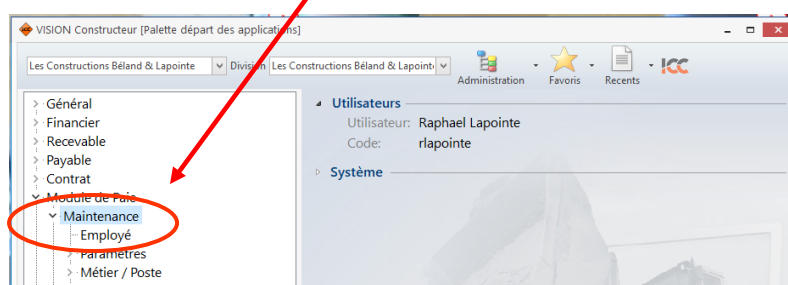 VISION Constructeur [Palette départ des applications]
Les Constructions Béland & Lapointe Division Les Constructions Béland & Lapoint
Administration Favoris Recents ICC
Général
Financier
Recevable
Payable
Contrat
Module de Paie
Maintenance
Employé
Paramètres
Métier / Poste
Utilisateurs
Utilisateur: Raphael Lapointe
Code: rlapointe
Système